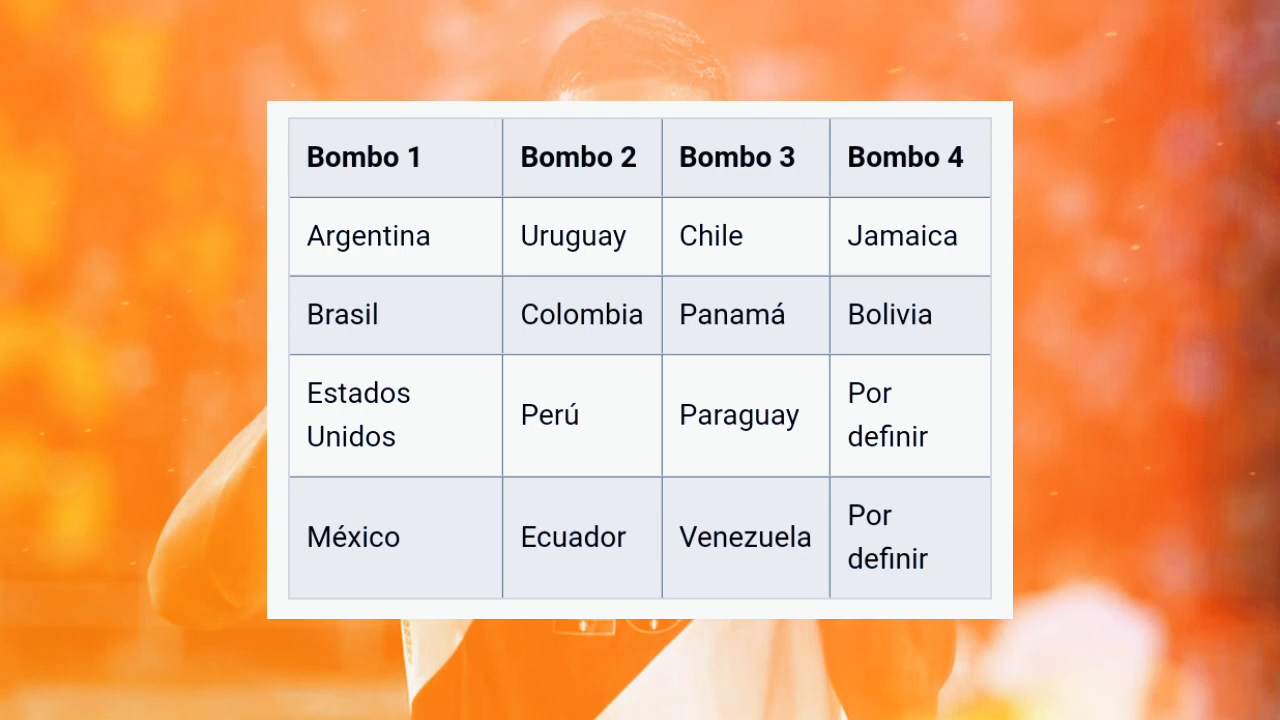 Bombo 1 Bombo 2 Bombo 3 Bombo 4
Argentina Uruguay Chile Jamaica
Brasil Colombia Panamá Bolivia
Estados Unidos Perú Paraguay Por definir
México Ecuador Venezuela Por definir